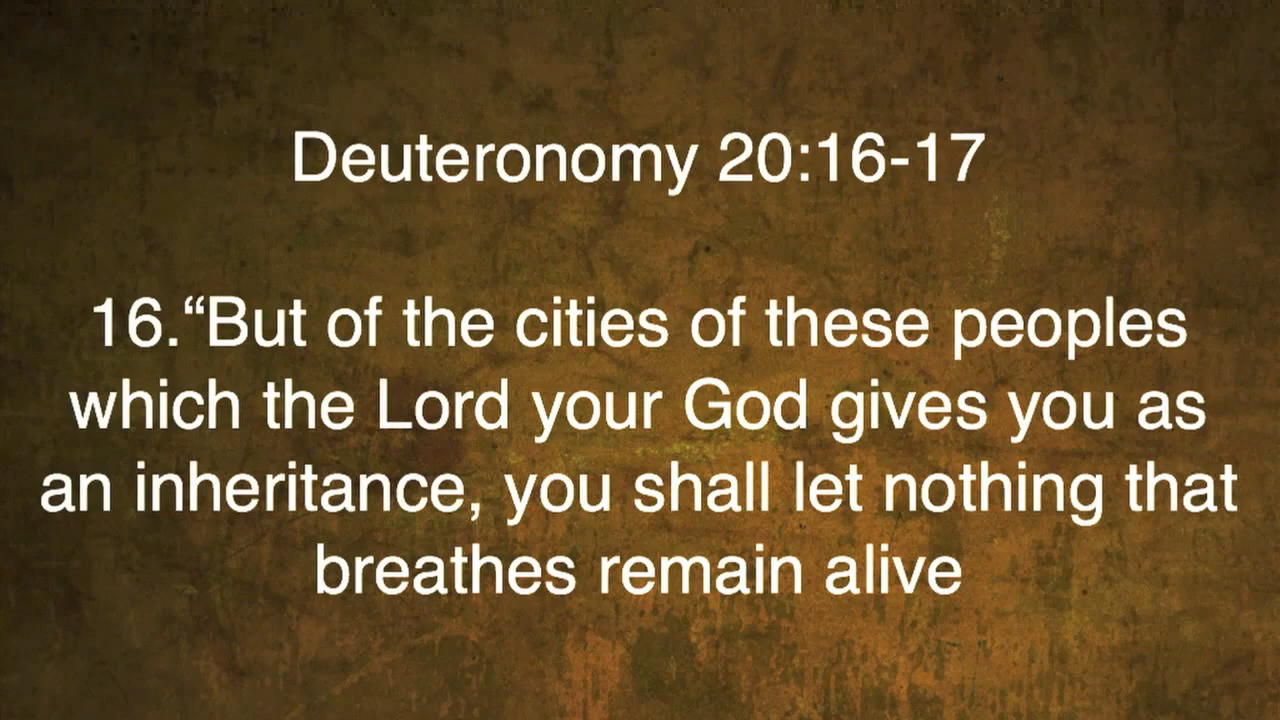 Deuteronomy 20:16-17
16.“But of the cities of these peoples
which the Lord your God gives you as
an inheritance, you shall let nothing that
breathes remain alive